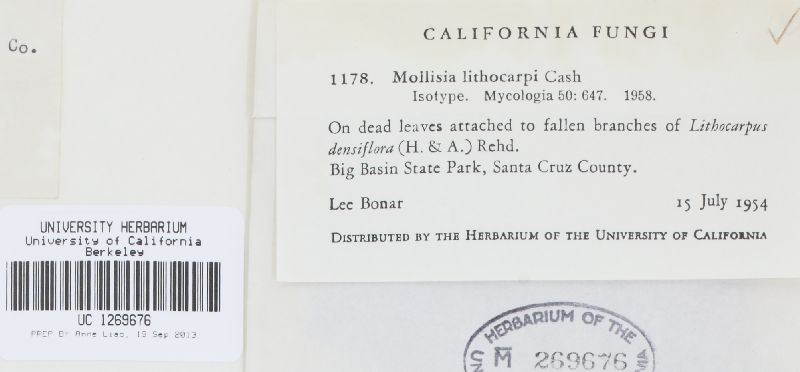 Co.
CALIFORNIA FUNGI
1178. Mollisia lithocarpi Cash
Isotype. Mycologia 50: 647. 1958.
On dead leaves attached to fallen branches of Lithocarpus
densiflora (H. & A.) Rehd.
Big Basin State Park, Santa Cruz County.
Lee Bonar 15 July 1954
DISTRIBUTED BY THE HERBARIUM OF THE UNIVERSITY OF CALIFORNIA
UNIVERSITY HERBARIUM
University of California
Berkeley
UC 1269676
PREP BY Anne Liao, 19 Sep 2013
HERBARIUM OF THE
M 269676